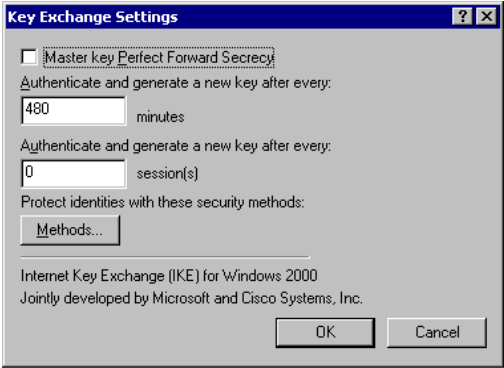 Key Exchange Settings
Master key Perfect Forward Secrecy
Authenticate and generate a new key after every:
480 minutes
Authenticate and generate a new key after every:
0 session(s)
Protect identities with these security methods:
Methods...
Internet Key Exchange (IKE) for Windows 2000
Jointly developed by Microsoft and Cisco Systems, Inc.
OK Cancel